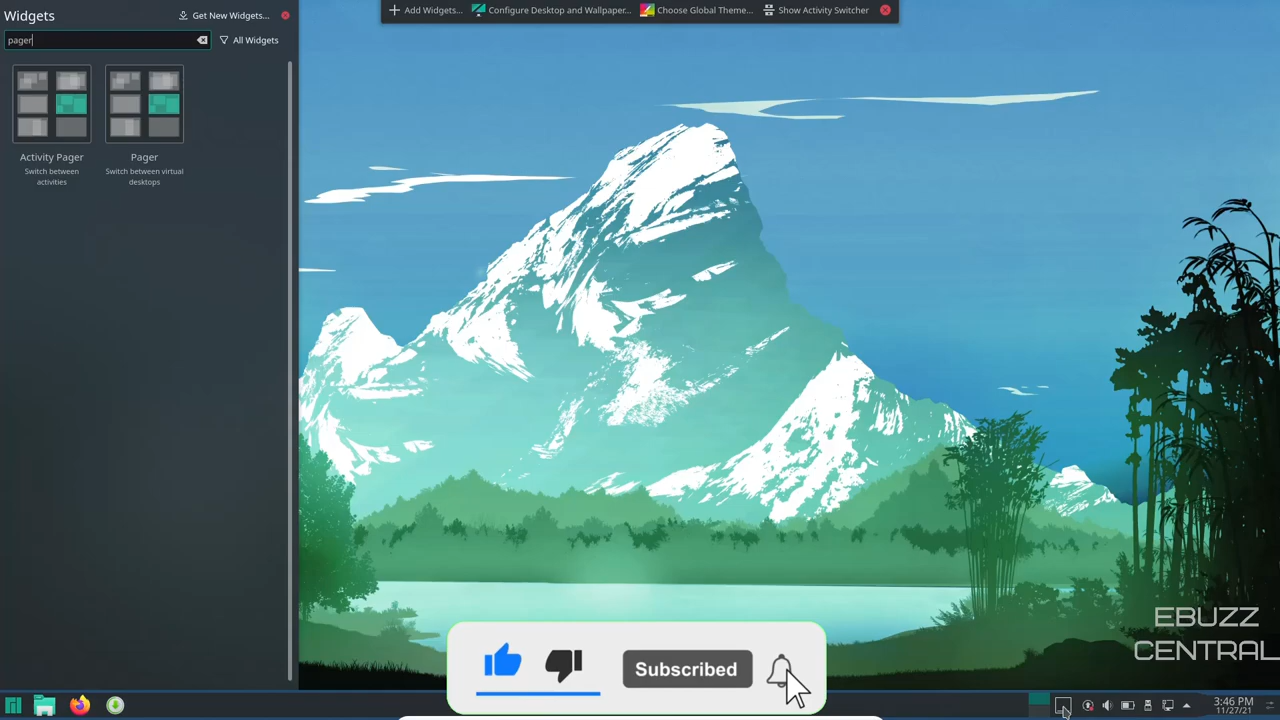 Widgets
Get New Widgets...
pager
All Widgets
Activity Pager
Switch between
activities
Pager
Switch between virtual
desktops
Add Widgets...
Configure Desktop and Wallpaper...
Choose Global Theme...
Show Activity Switcher
Subscribed
EBUZZ
CENTRAL
3:46 PM
11/27/21